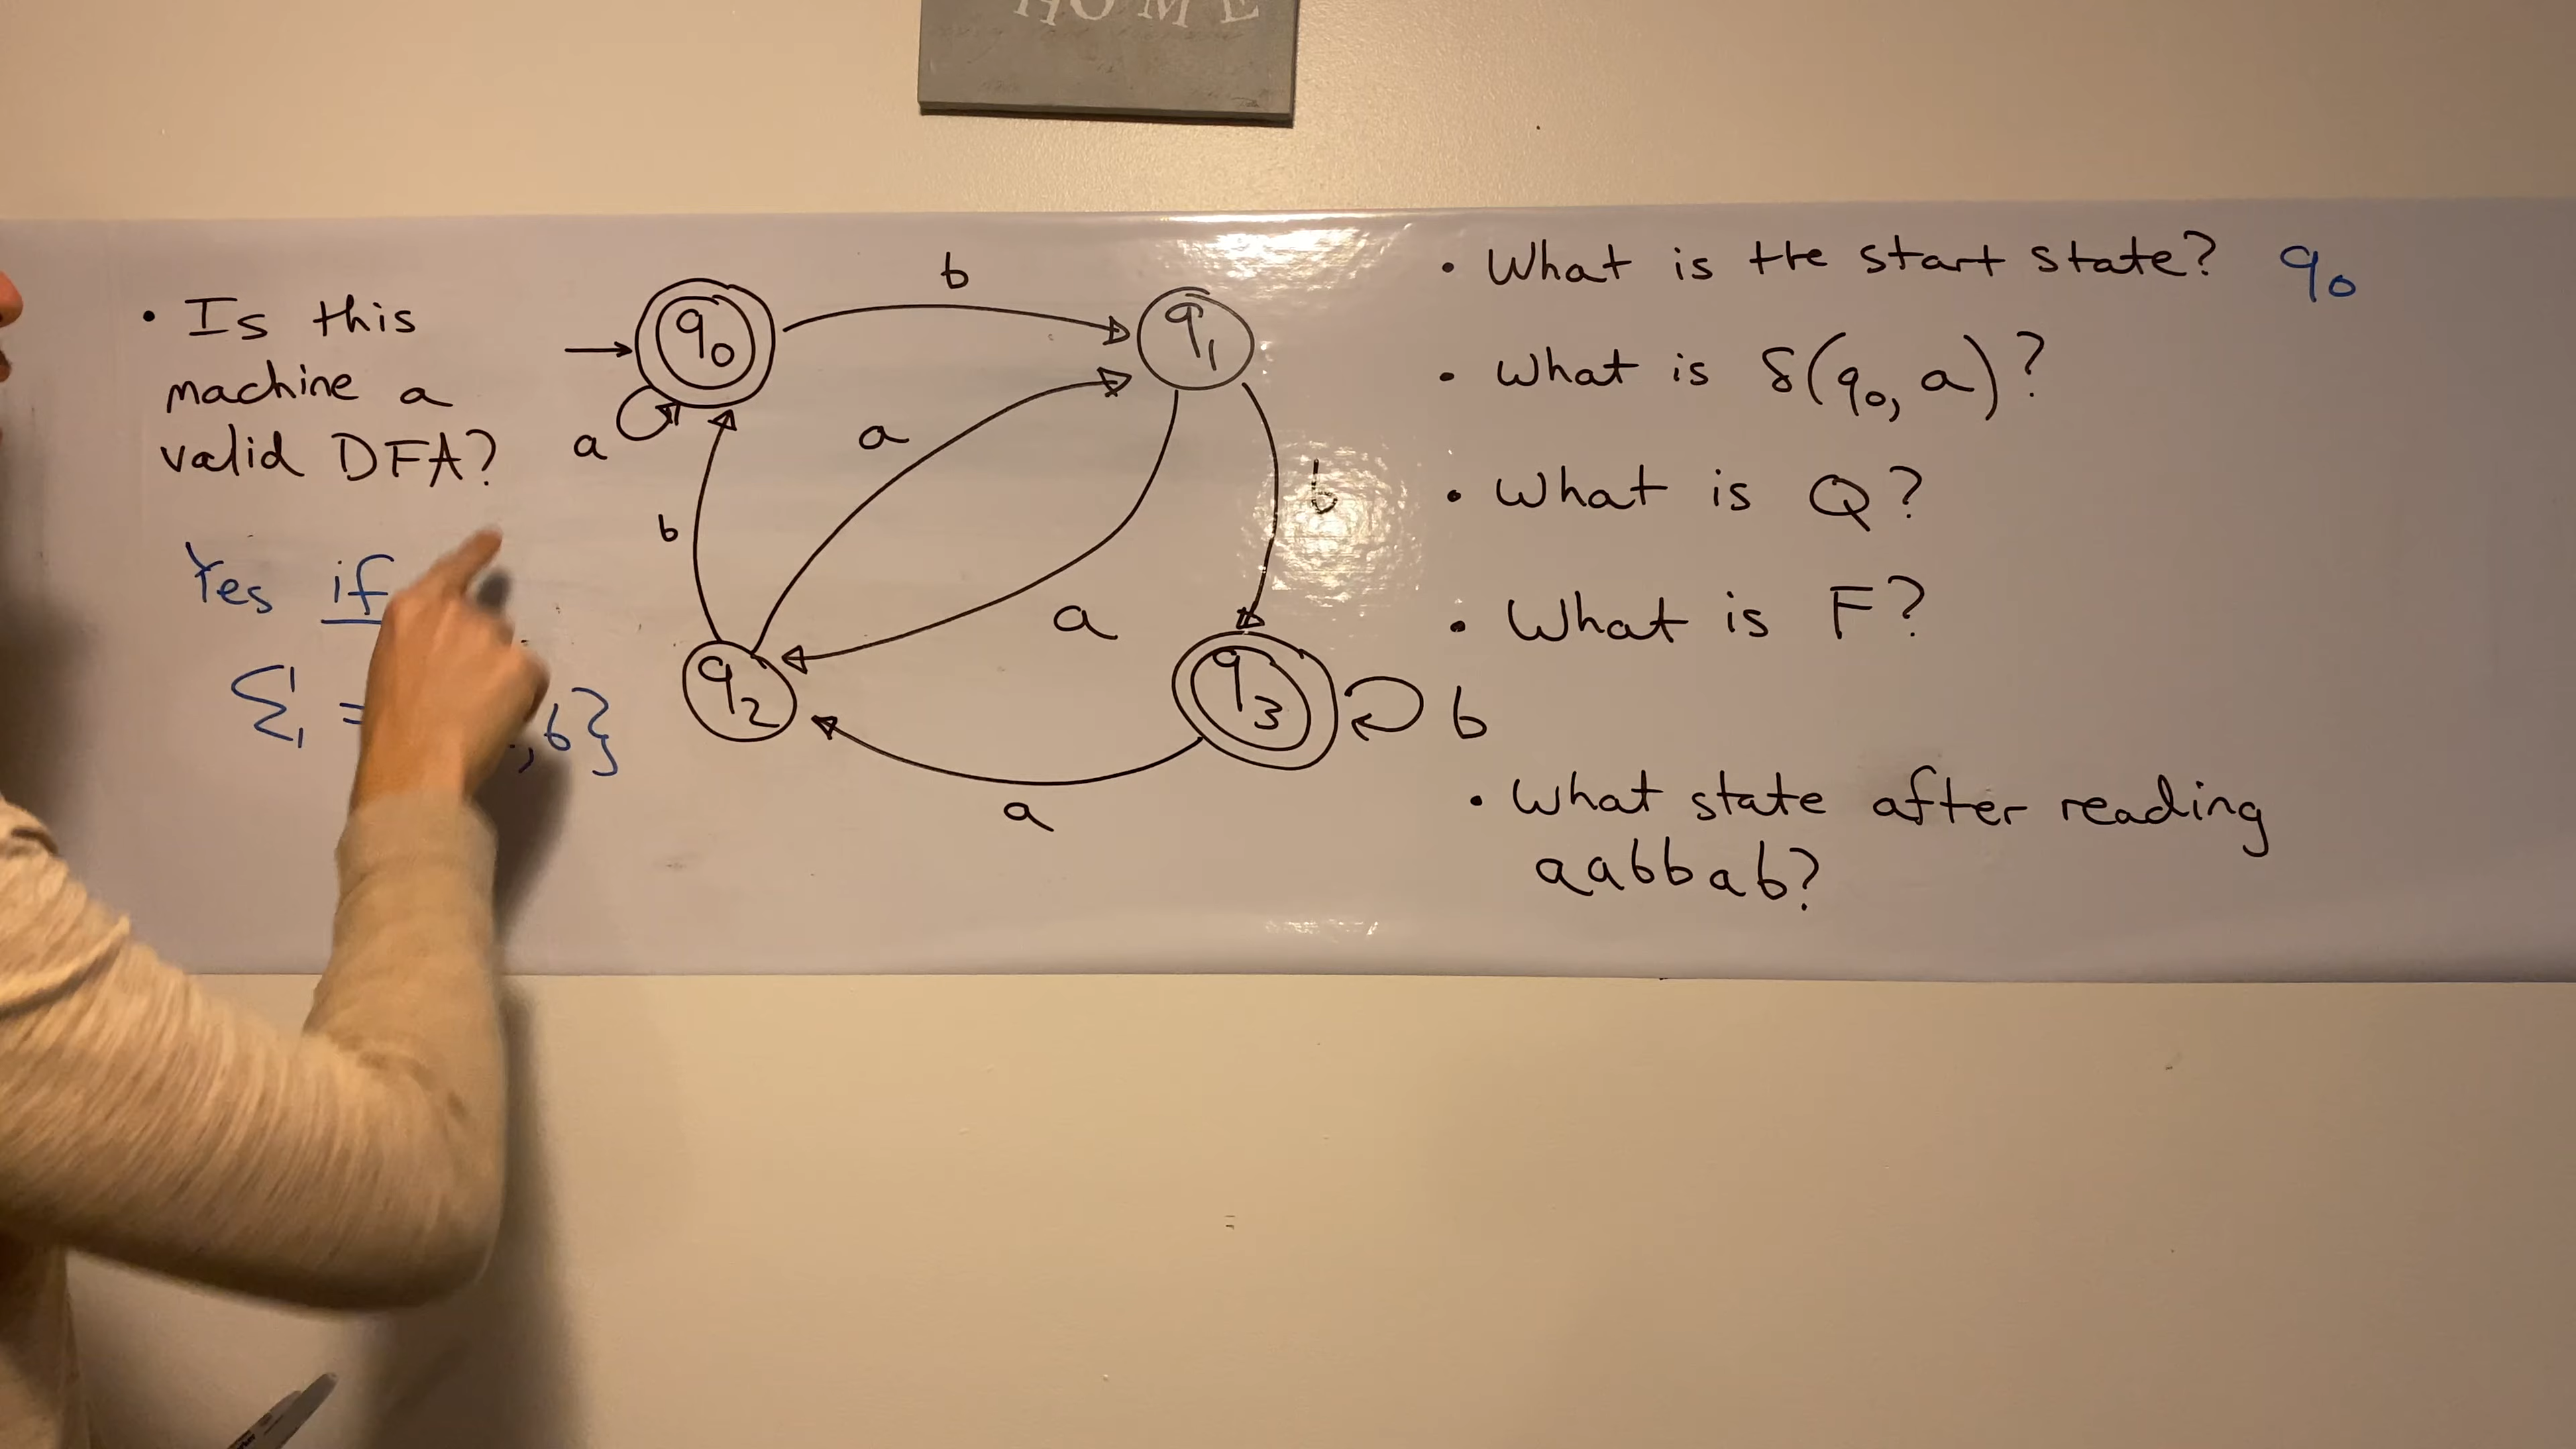 HOME
• Is this
machine a
valid DFA?
Yes if
Σ = ,b}
q0
q1
q2
q3
b
a
a
b
a
b
b
a
• What is the start state? q0
• What is δ(q0, a)?
• What is Q?
• What is F?
• What state after reading
aabbab?